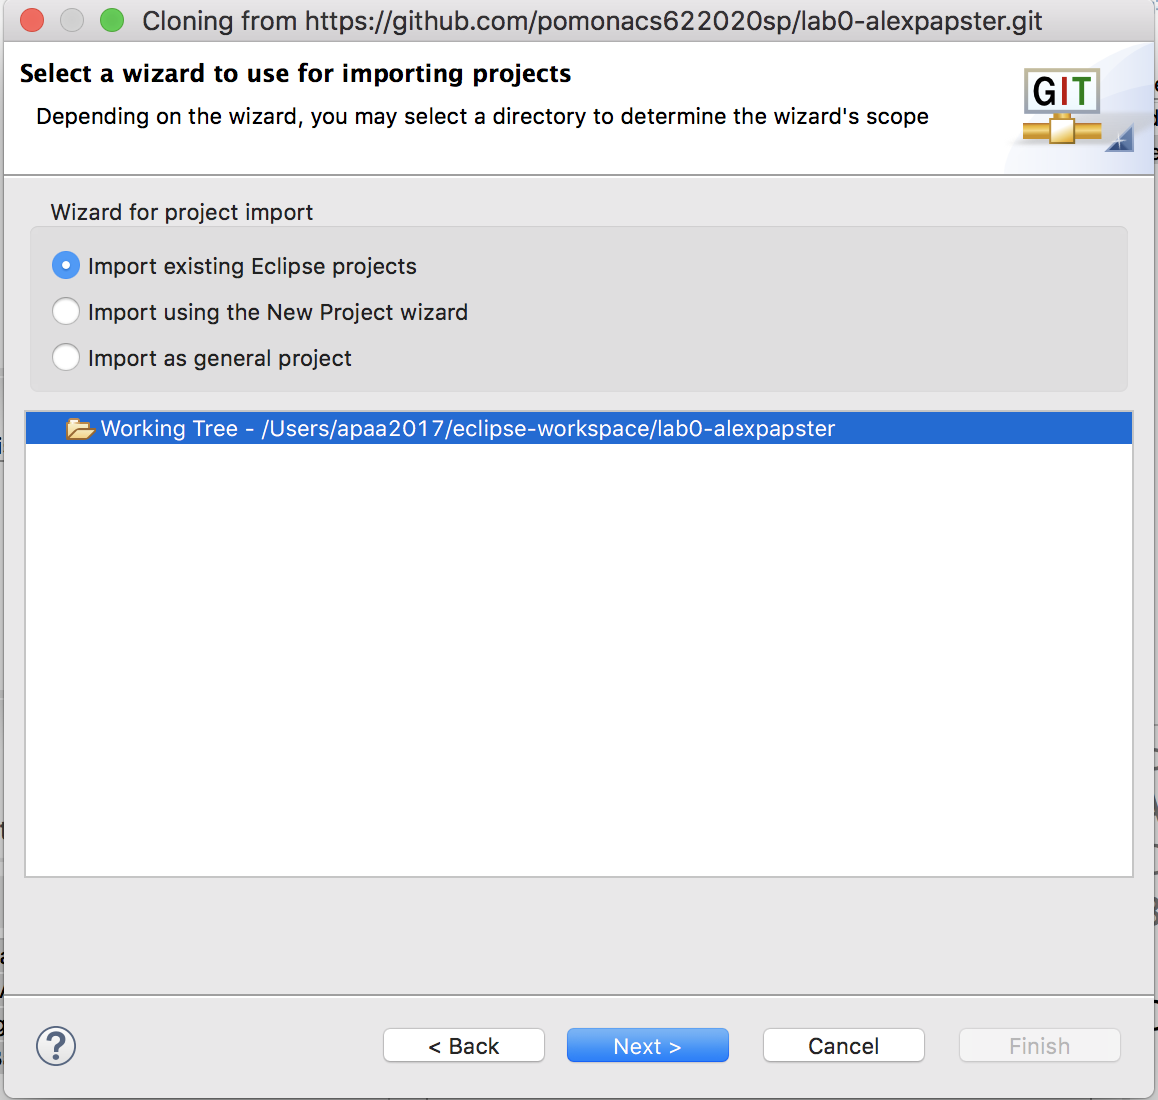 Cloning from https://github.com/pomonacs622020sp/lab0-alexpapster.git
Select a wizard to use for importing projects
Depending on the wizard, you may select a directory to determine the wizard's scope
GIT
Wizard for project import
Import existing Eclipse projects
Import using the New Project wizard
Import as general project
Working Tree - /Users/apaa2017/eclipse-workspace/lab0-alexpapster
?
< Back
Next >
Cancel
Finish